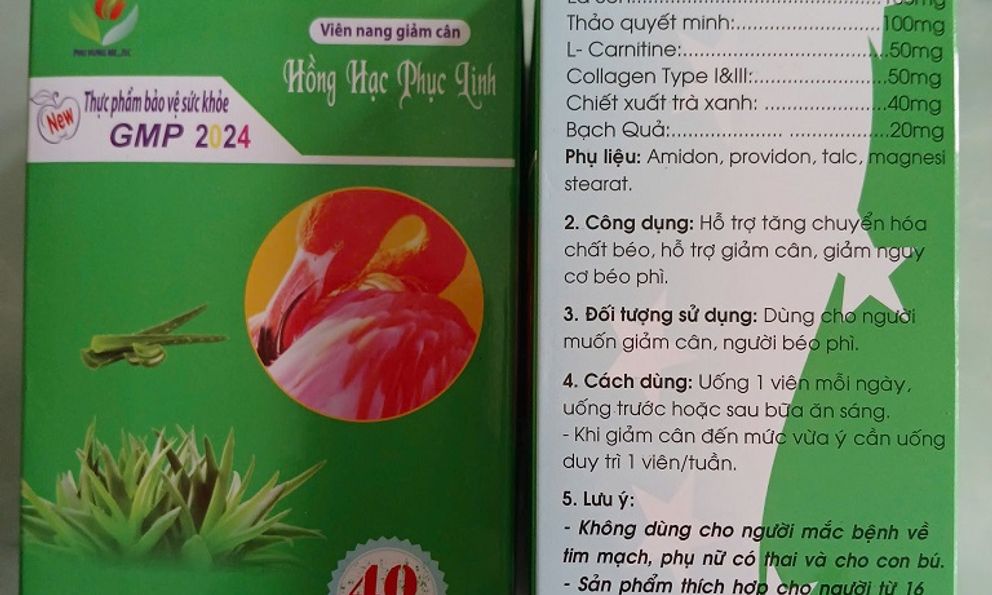 PHU HUNG ME.,JSC
Viên nang giảm cân
Hồng Hạc Phục Linh
New
Thực phẩm bảo vệ sức khỏe
GMP 2024
40
Thảo quyết minh:..............................100mg
L- Carnitine:.....................................50mg
Collagen Type I&III:........................50mg
Chiết xuất trà xanh: ......................40mg
Bạch Quả:................. ..................20mg
Phụ liệu: Amidon, providon, talc, magnesi
stearat.
2. Công dụng: Hỗ trợ tăng chuyển hóa
chất béo, hỗ trợ giảm cân, giảm nguy
cơ béo phì.
3. Đối tượng sử dụng: Dùng cho người
muốn giảm cân, người béo phì.
4. Cách dùng: Uống 1 viên mỗi ngày,
uống trước hoặc sau bữa ăn sáng.
- Khi giảm cân đến mức vừa ý cần uống
duy trì 1 viên/tuần.
5. Lưu ý:
- Không dùng cho người mắc bệnh về
tim mạch, phụ nữ có thai và cho con bú.
- Sản phẩm thích hợp cho người từ 16